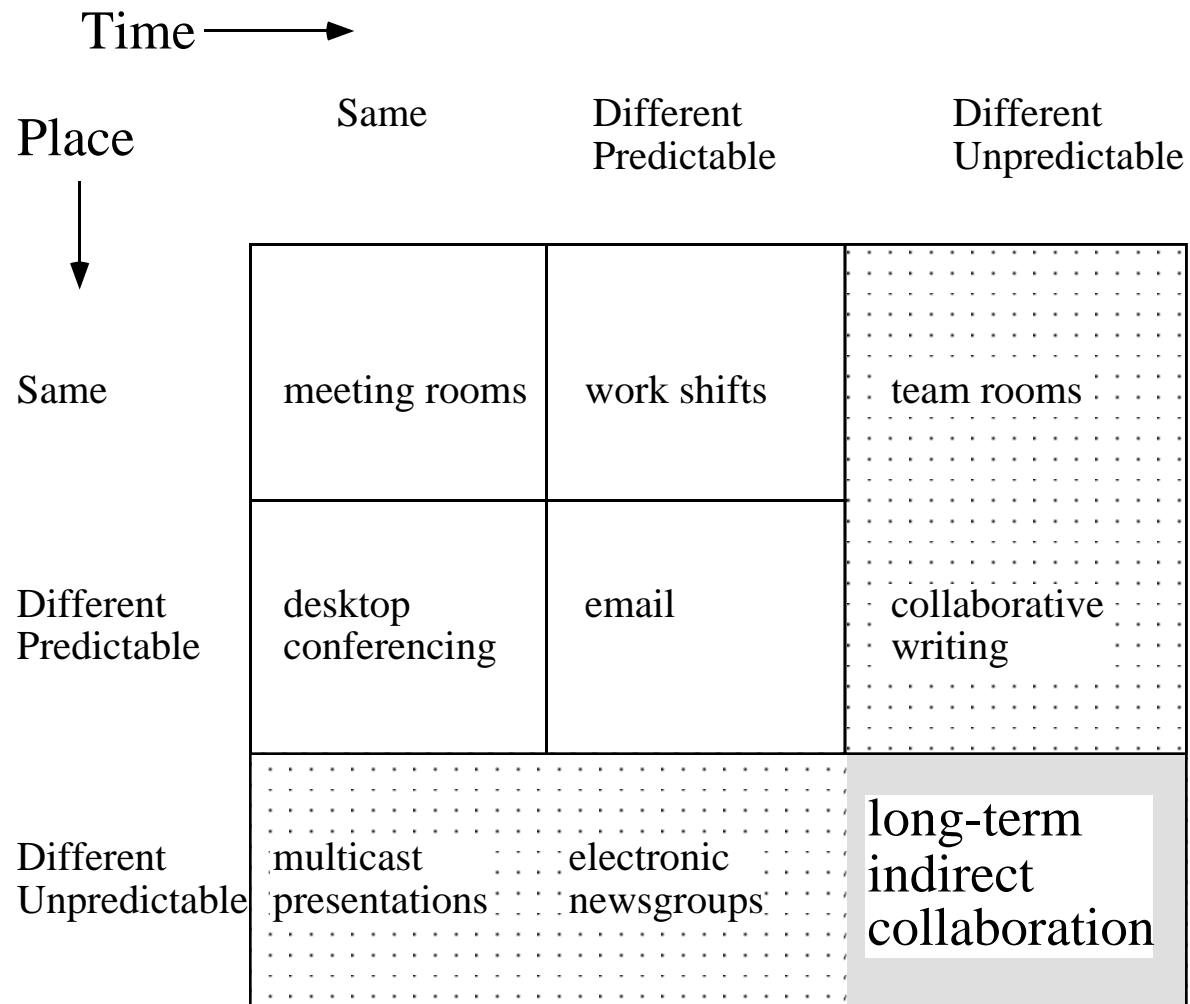 Time
Place
Same
Different
Predictable
Different
Unpredictable
Same
meeting rooms
work shifts
team rooms
Different
Predictable
desktop
conferencing
email
collaborative
writing
Different
Unpredictable
multicast
presentations
electronic
newsgroups
long-term
indirect
collaboration